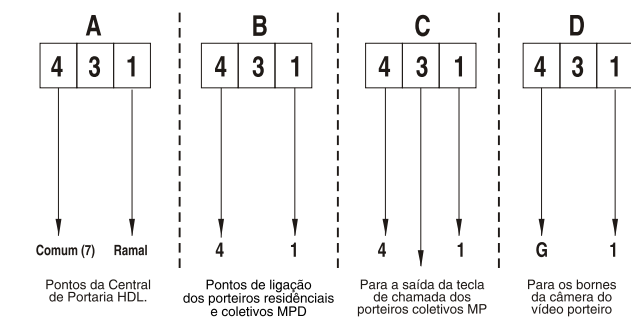 A B C D
4 3 1 4 3 1 4 3 1 4 3 1
Comum (7) Ramal 4 1 4 1 G 1
Pontos da Central
de Portaria HDL.
Pontos de ligação
dos porteiros residênciais
e coletivos MPD
Para a saída da tecla
de chamada dos
porteiros coletivos MP
Para os bornes
da câmera do
vídeo porteiro